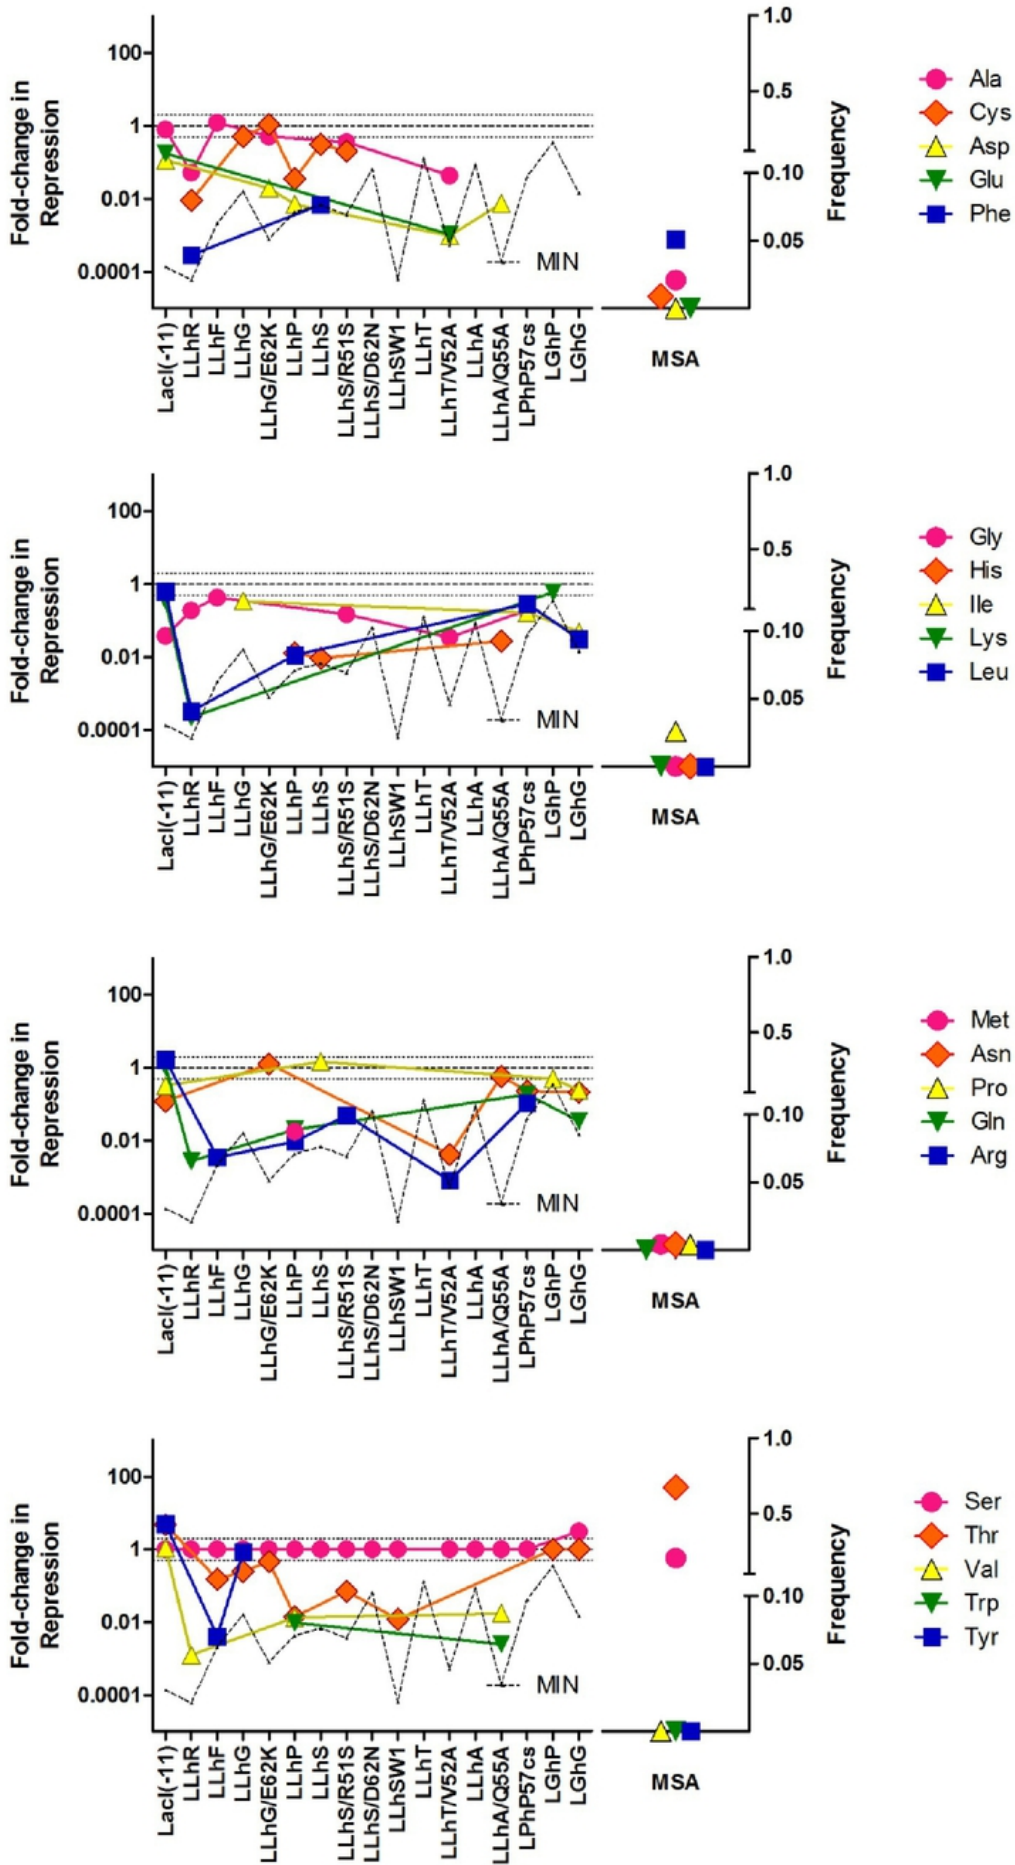 Fold-change in
Repression
100
1
0.01
0.0001
MIN
LacI(-11)
LLhR
LLhF
LLhG
LLhG/E62K
LLhP
LLhS
LLhS/R51S
LLhS/D62N
LLhSW1
LLhT
LLhT/V52A
LLhA
LLhA/Q55A
LPhP57cs
LGhP
LGhG
MSA
1.0
0.5
0.10
0.05
Frequency
Ala
Cys
Asp
Glu
Phe
Fold-change in
Repression
100
1
0.01
0.0001
MIN
LacI(-11)
LLhR
LLhF
LLhG
LLhG/E62K
LLhP
LLhS
LLhS/R51S
LLhS/D62N
LLhSW1
LLhT
LLhT/V52A
LLhA
LLhA/Q55A
LPhP57cs
LGhP
LGhG
MSA
1.0
0.5
0.10
0.05
Frequency
Gly
His
Ile
Lys
Leu
Fold-change in
Repression
100
1
0.01
0.0001
MIN
LacI(-11)
LLhR
LLhF
LLhG
LLhG/E62K
LLhP
LLhS
LLhS/R51S
LLhS/D62N
LLhSW1
LLhT
LLhT/V52A
LLhA
LLhA/Q55A
LPhP57cs
LGhP
LGhG
MSA
1.0
0.5
0.10
0.05
Frequency
Met
Asn
Pro
Gln
Arg
Fold-change in
Repression
100
1
0.01
0.0001
MIN
LacI(-11)
LLhR
LLhF
LLhG
LLhG/E62K
LLhP
LLhS
LLhS/R51S
LLhS/D62N
LLhSW1
LLhT
LLhT/V52A
LLhA
LLhA/Q55A
LPhP57cs
LGhP
LGhG
MSA
1.0
0.5
0.10
0.05
Frequency
Ser
Thr
Val
Trp
Tyr